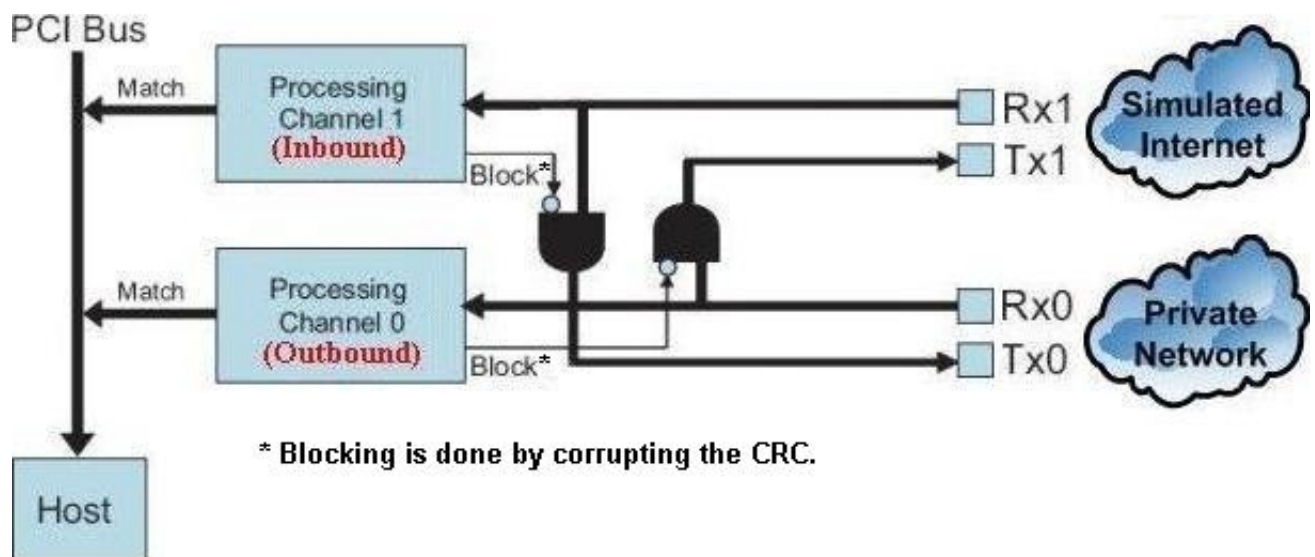 PCI Bus
Match
Processing
Channel 1
(Inbound)
Block*
Rx1
Tx1
Simulated
Internet
Match
Processing
Channel 0
(Outbound)
Block*
Rx0
Tx0
Private
Network
* Blocking is done by corrupting the CRC.
Host